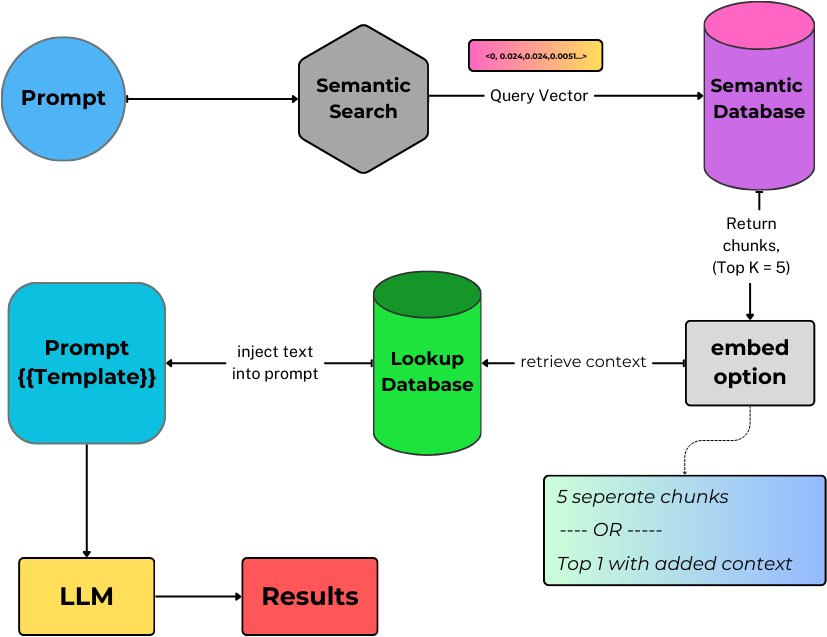 Prompt
Semantic
Search
<0, 0.024,0.024,0.0051...>
Query Vector
Semantic
Database
Return
chunks,
(Top K = 5)
embed
option
retrieve context
Lookup
Database
inject text
into prompt
Prompt
{{Template}}
5 seperate chunks
---- OR -----
Top 1 with added context
LLM
Results